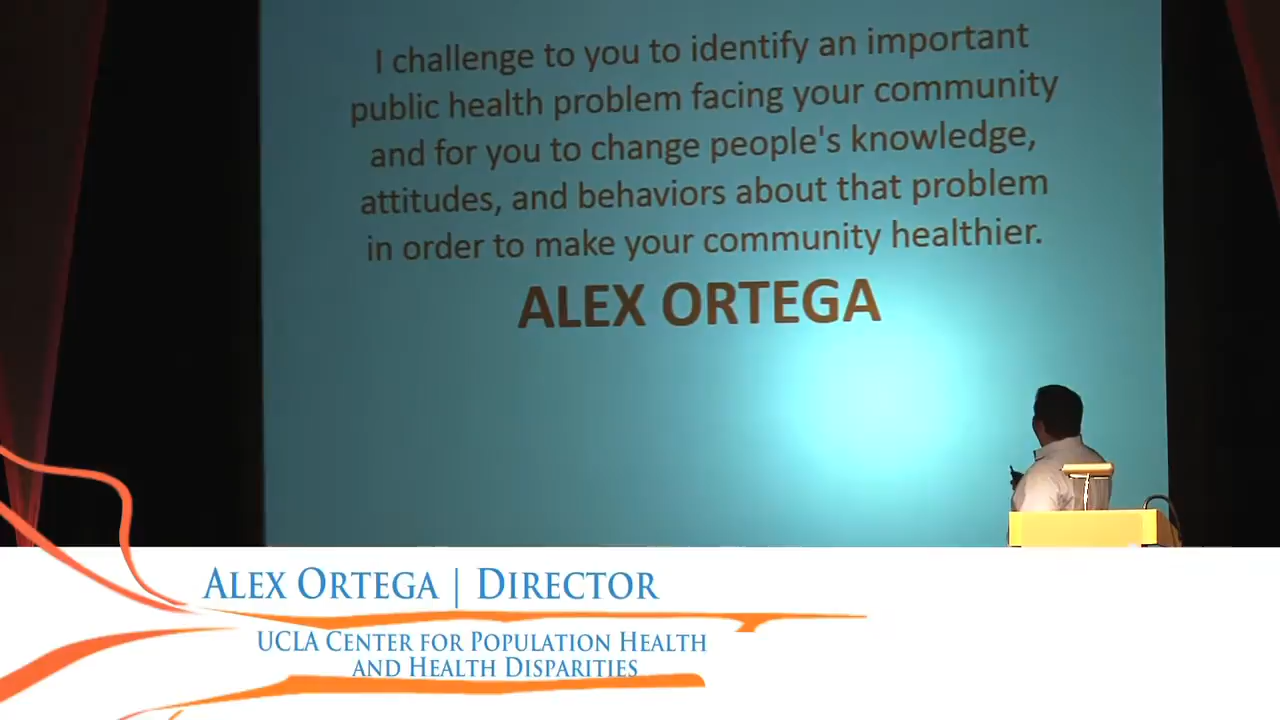 I challenge to you to identify an important
public health problem facing your community
and for you to change people's knowledge,
attitudes, and behaviors about that problem
in order to make your community healthier.
ALEX ORTEGA
ALEX ORTEGA | DIRECTOR
UCLA CENTER FOR POPULATION HEALTH
AND HEALTH DISPARITIES